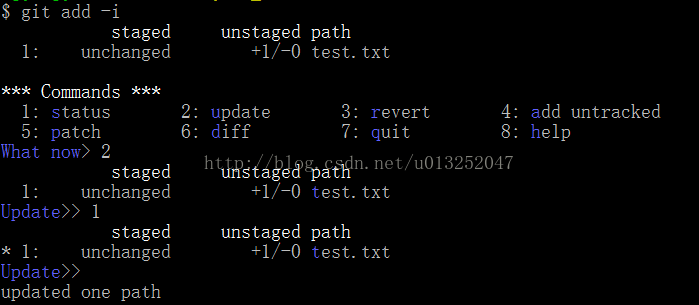 $ git add -i
staged unstaged path
1: unchanged +1/-0 test.txt
*** Commands ***
1: status 2: update 3: revert 4: add untracked
5: patch 6: diff 7: quit 8: help
What now> 2
http://blog.csdn.net/u013252047
staged unstaged path
1: unchanged +1/-0 test.txt
Update>> 1
staged unstaged path
* 1: unchanged +1/-0 test.txt
Update>>
updated one path